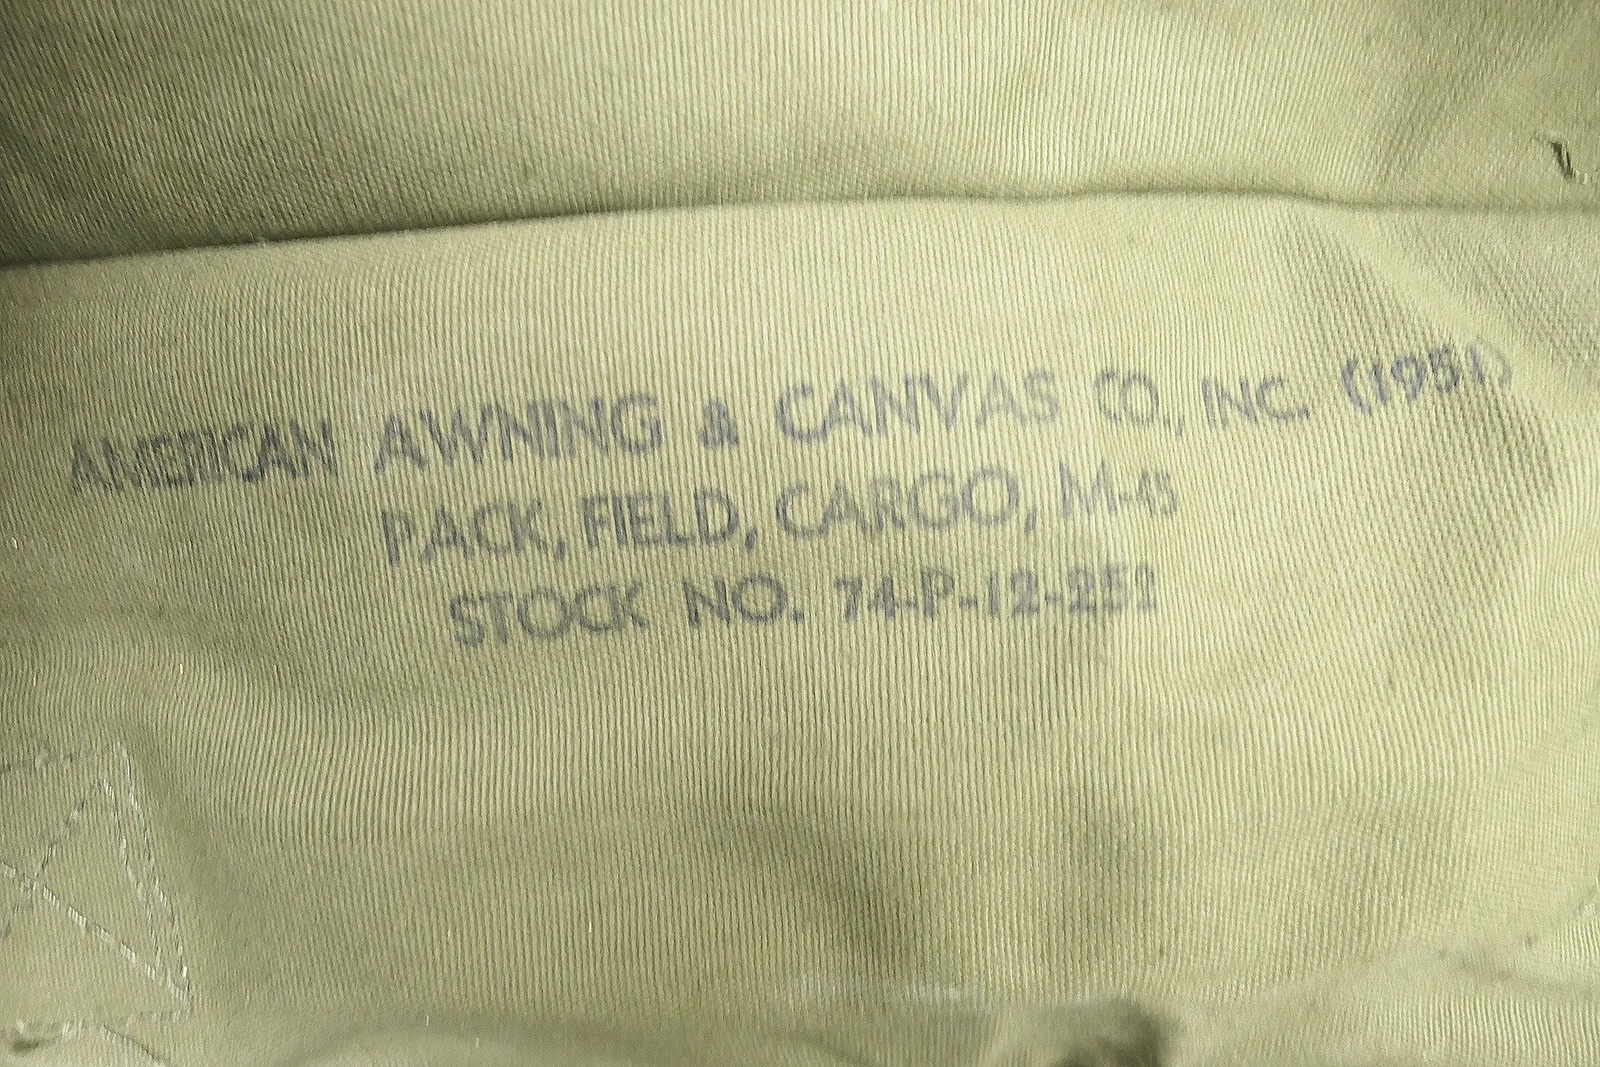 AMERICAN AWNING & CANVAS CO., INC. (1951)
PACK, FIELD, CARGO, M-45
STOCK NO. 74-P-12-252